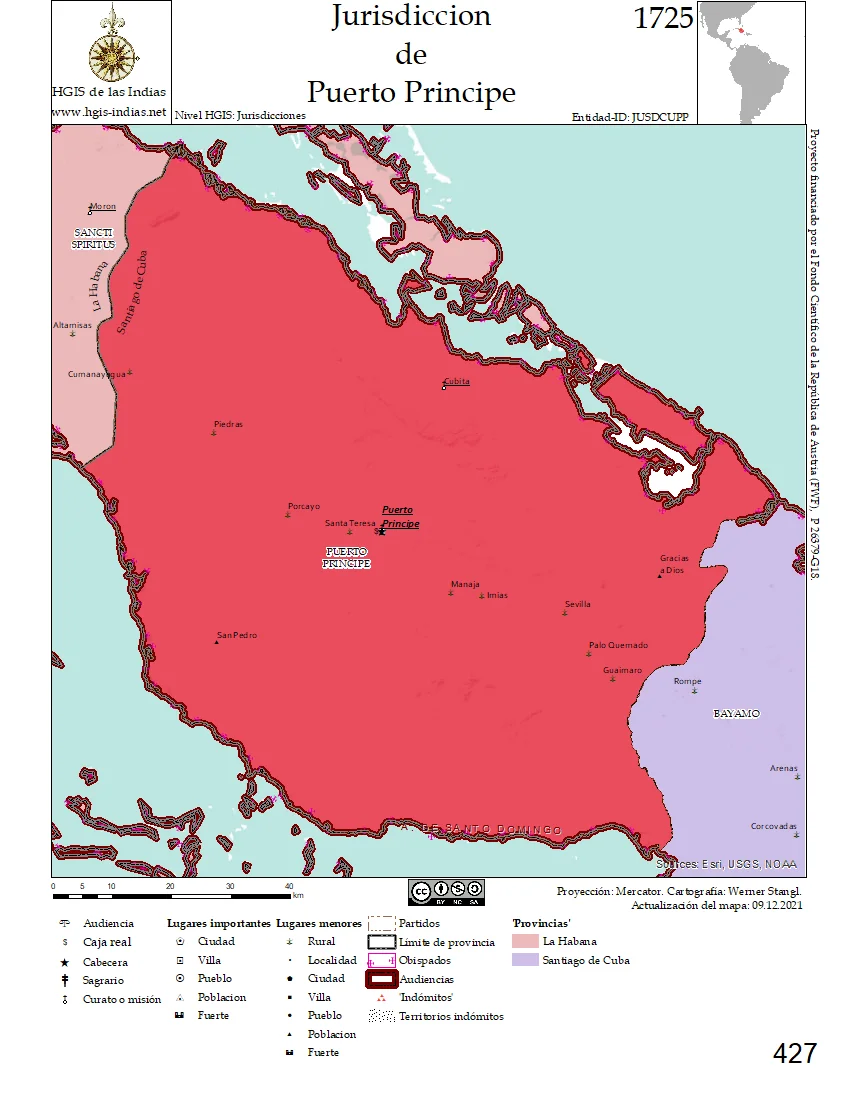 Jurisdiccion
de
Puerto Principe
1725
HGIS de las Indias
www.hgis-indias.net
Nivel HGIS: Jurisdicciones
Entidad-ID: JUSDCUPP
Proyecto financiado por el Fondo Científico de la República de Austria (FWF), P 26379-G18.
Moron
SANCTI
SPIRITUS
La Habana
Santiago de Cuba
Altamisas
Cumanayagua
Cubita
Piedras
Porcayo
Puerto
Principe
Santa Teresa
$
PUERTO
PRINCIPE
Gracias
a Dios
Manaja
Imias
Sevilla
San Pedro
Palo Quemado
Guaimaro
Rompe
BAYAMO
Arenas
Corcovadas
A. DE SANTO DOMINGO
Sources: Esri, USGS, NOAA
0 5 10 20 30 40
km
CC BY NC SA
Proyección: Mercator. Cartografía: Werner Stangl.
Actualización del mapa: 09.12.2021
Audiencia
$ Caja real
Cabecera
Sagrario
Curato o misión
Lugares importantes
Ciudad
Villa
Pueblo
Poblacion
Fuerte
Lugares menores
Rural
Localidad
Ciudad
Villa
Pueblo
Poblacion
Fuerte
Partidos
Límite de provincia
Obispados
Audiencias
'Indómitos'
Territorios indómitos
'Provincias'
La Habana
Santiago de Cuba
427